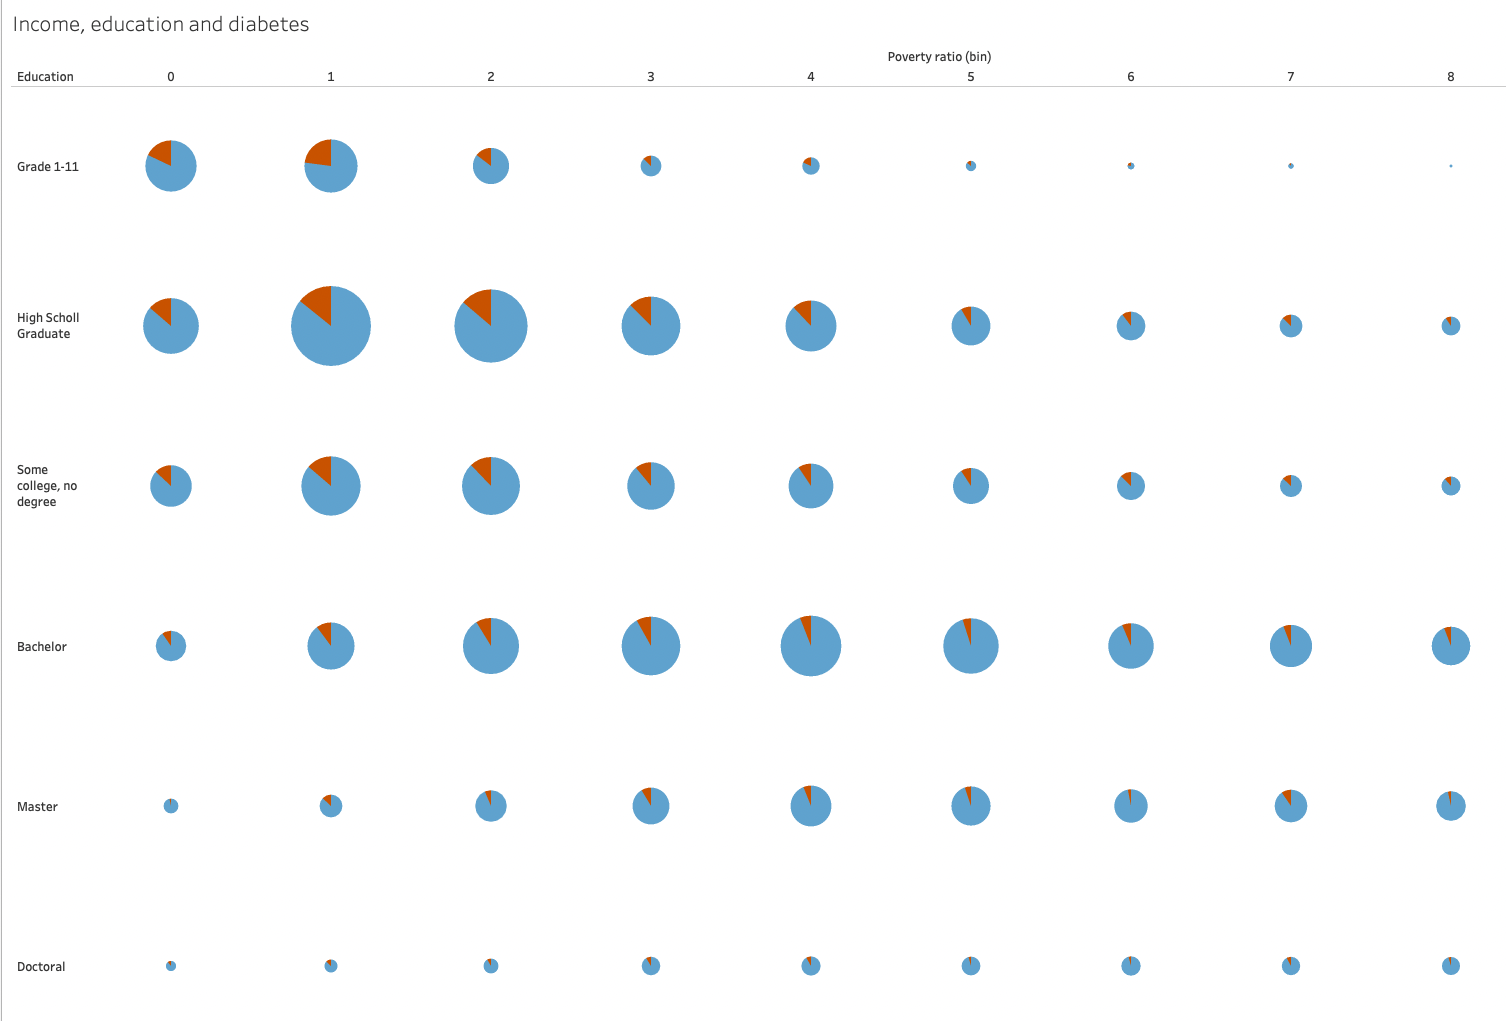 Income, education and diabetes
Poverty ratio (bin)
Education 0 1 2 3 4 5 6 7 8
Grade 1-11
High Scholl
Graduate
Some
college, no
degree
Bachelor
Master
Doctoral